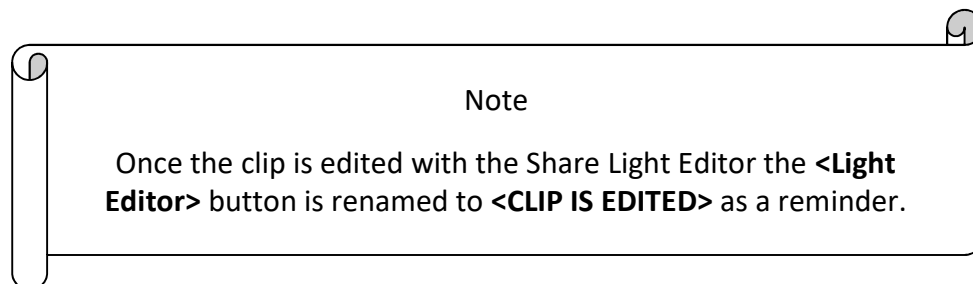 Note
Once the clip is edited with the Share Light Editor the <Light
Editor> button is renamed to <CLIP IS EDITED> as a reminder.